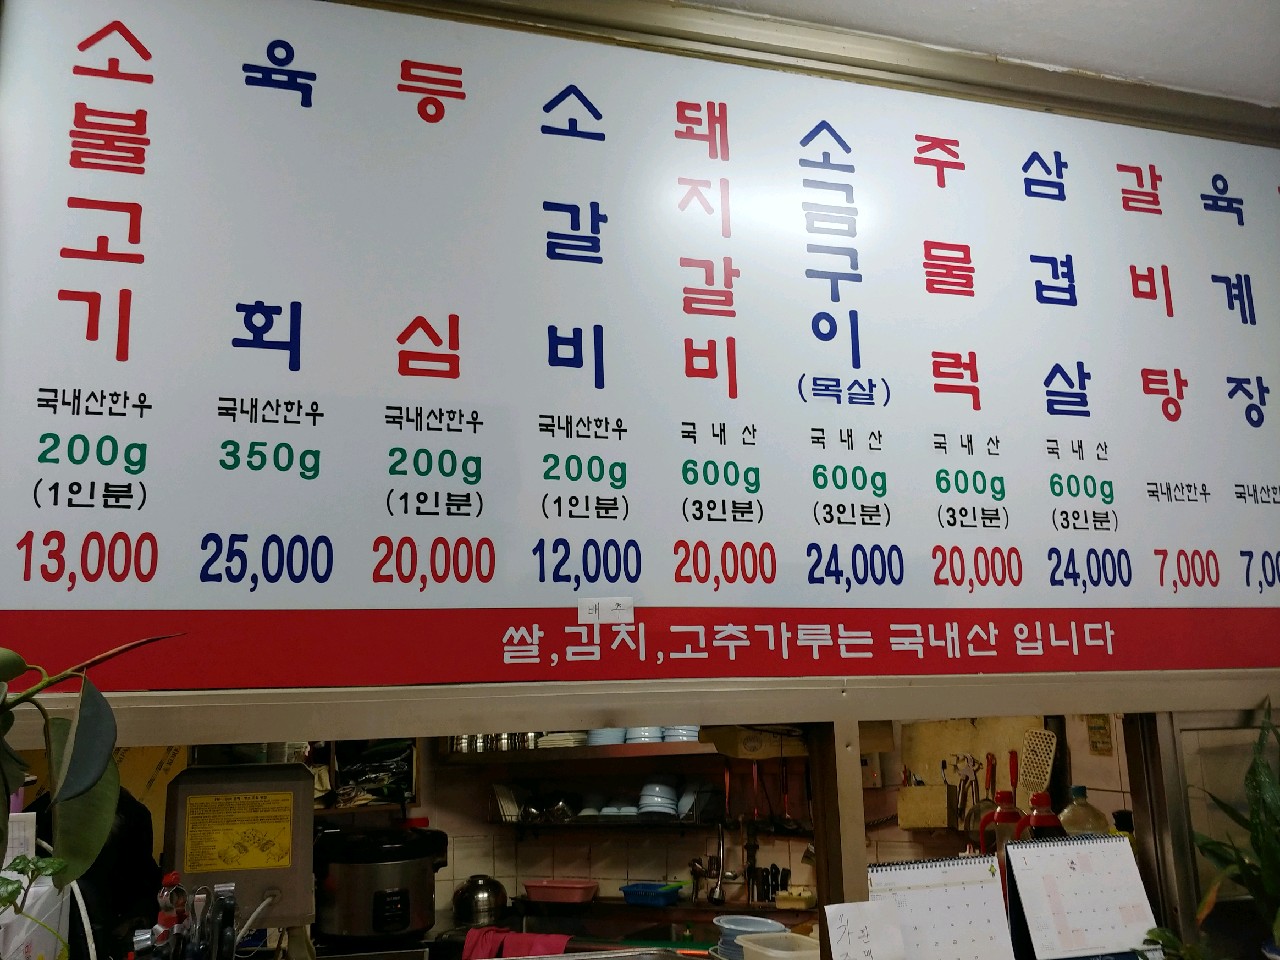 소불고기
국내산한우
200g
(1인분)
13,000
육회
국내산한우
350g
25,000
등심
국내산한우
200g
(1인분)
20,000
소갈비
국내산한우
200g
(1인분)
12,000
돼지갈비
국내산
600g
(3인분)
20,000
소금구이
(목살)
국내산
600g
(3인분)
24,000
주물럭
국내산
600g
(3인분)
20,000
삼겹살
국내산
600g
(3인분)
24,000
갈비탕
국내산한우
7,000
육계장
배추
쌀,김치,고추가루는 국내산 입니다